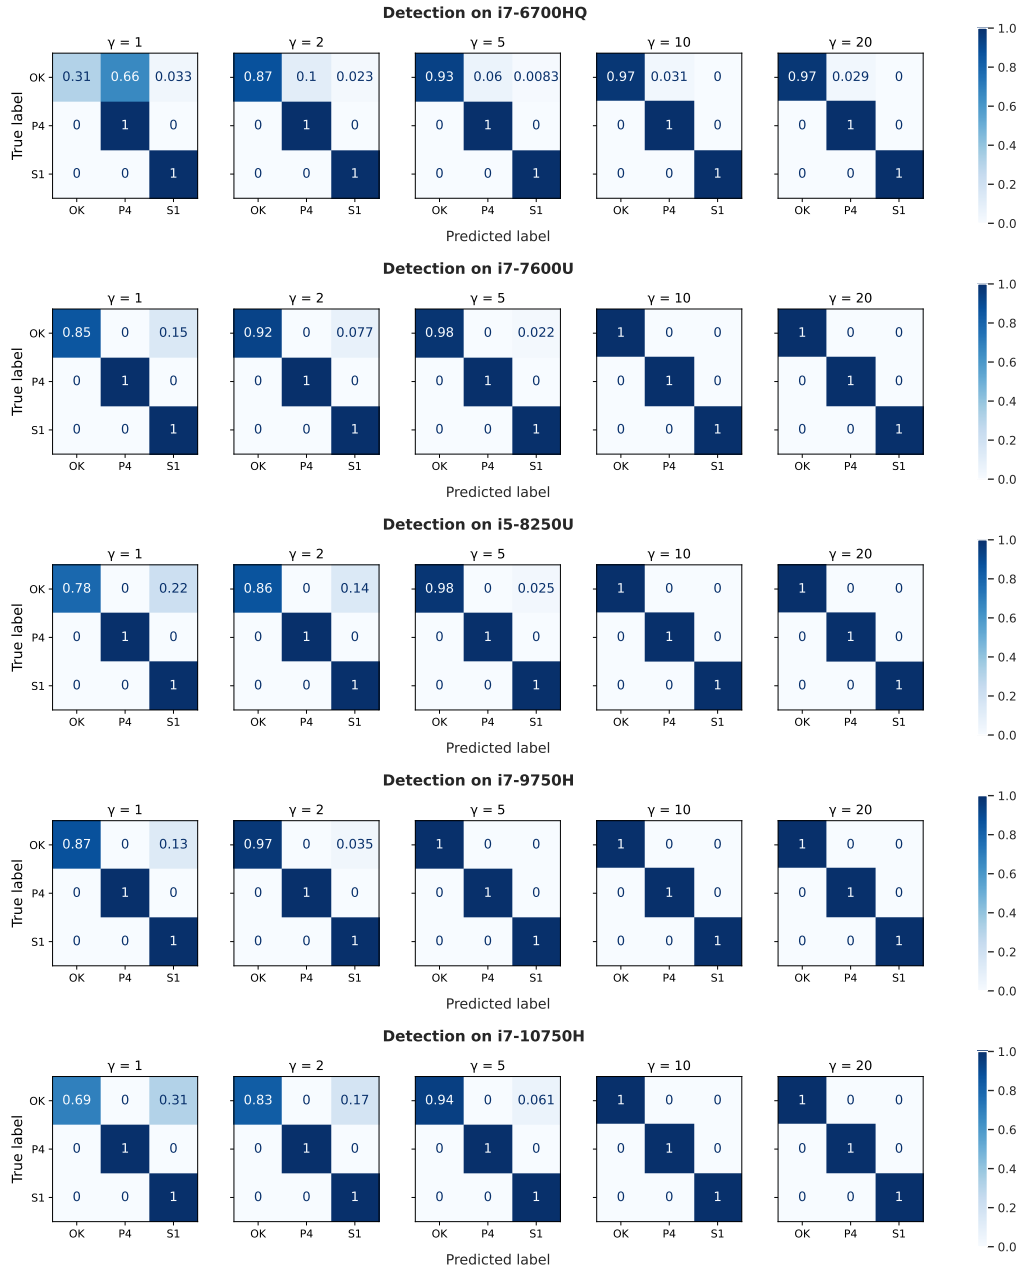 Detection on i7-6700HQ
γ = 1 γ = 2 γ = 5 γ = 10 γ = 20 1.0
OK 0.31 0.66 0.033 0.87 0.1 0.023 0.93 0.06 0.0083 0.97 0.031 0 0.97 0.029 0 0.8
0.6
True label P4 0 1 0 0 1 0 0 1 0 0 1 0 0 1 0
0.4
S1 0 0 1 0 0 1 0 0 1 0 0 1 0 0 1 0.2
OK P4 S1 OK P4 S1 OK P4 S1 OK P4 S1 OK P4 S1 0.0
Predicted label
Detection on i7-7600U
γ = 1 γ = 2 γ = 5 γ = 10 γ = 20 1.0
OK 0.85 0 0.15 0.92 0 0.077 0.98 0 0.022 1 0 0 1 0 0 0.8
0.6
True label P4 0 1 0 0 1 0 0 1 0 0 1 0 0 1 0
0.4
S1 0 0 1 0 0 1 0 0 1 0 0 1 0 0 1 0.2
OK P4 S1 OK P4 S1 OK P4 S1 OK P4 S1 OK P4 S1 0.0
Predicted label
Detection on i5-8250U
γ = 1 γ = 2 γ = 5 γ = 10 γ = 20 1.0
OK 0.78 0 0.22 0.86 0 0.14 0.98 0 0.025 1 0 0 1 0 0 0.8
0.6
True label P4 0 1 0 0 1 0 0 1 0 0 1 0 0 1 0
0.4
S1 0 0 1 0 0 1 0 0 1 0 0 1 0 0 1 0.2
OK P4 S1 OK P4 S1 OK P4 S1 OK P4 S1 OK P4 S1 0.0
Predicted label
Detection on i7-9750H
γ = 1 γ = 2 γ = 5 γ = 10 γ = 20 1.0
OK 0.87 0 0.13 0.97 0 0.035 1 0 0 1 0 0 1 0 0 0.8
0.6
True label P4 0 1 0 0 1 0 0 1 0 0 1 0 0 1 0
0.4
S1 0 0 1 0 0 1 0 0 1 0 0 1 0 0 1 0.2
OK P4 S1 OK P4 S1 OK P4 S1 OK P4 S1 OK P4 S1 0.0
Predicted label
Detection on i7-10750H
γ = 1 γ = 2 γ = 5 γ = 10 γ = 20 1.0
OK 0.69 0 0.31 0.83 0 0.17 0.94 0 0.061 1 0 0 1 0 0 0.8
0.6
True label P4 0 1 0 0 1 0 0 1 0 0 1 0 0 1 0
0.4
S1 0 0 1 0 0 1 0 0 1 0 0 1 0 0 1 0.2
OK P4 S1 OK P4 S1 OK P4 S1 OK P4 S1 OK P4 S1 0.0
Predicted label